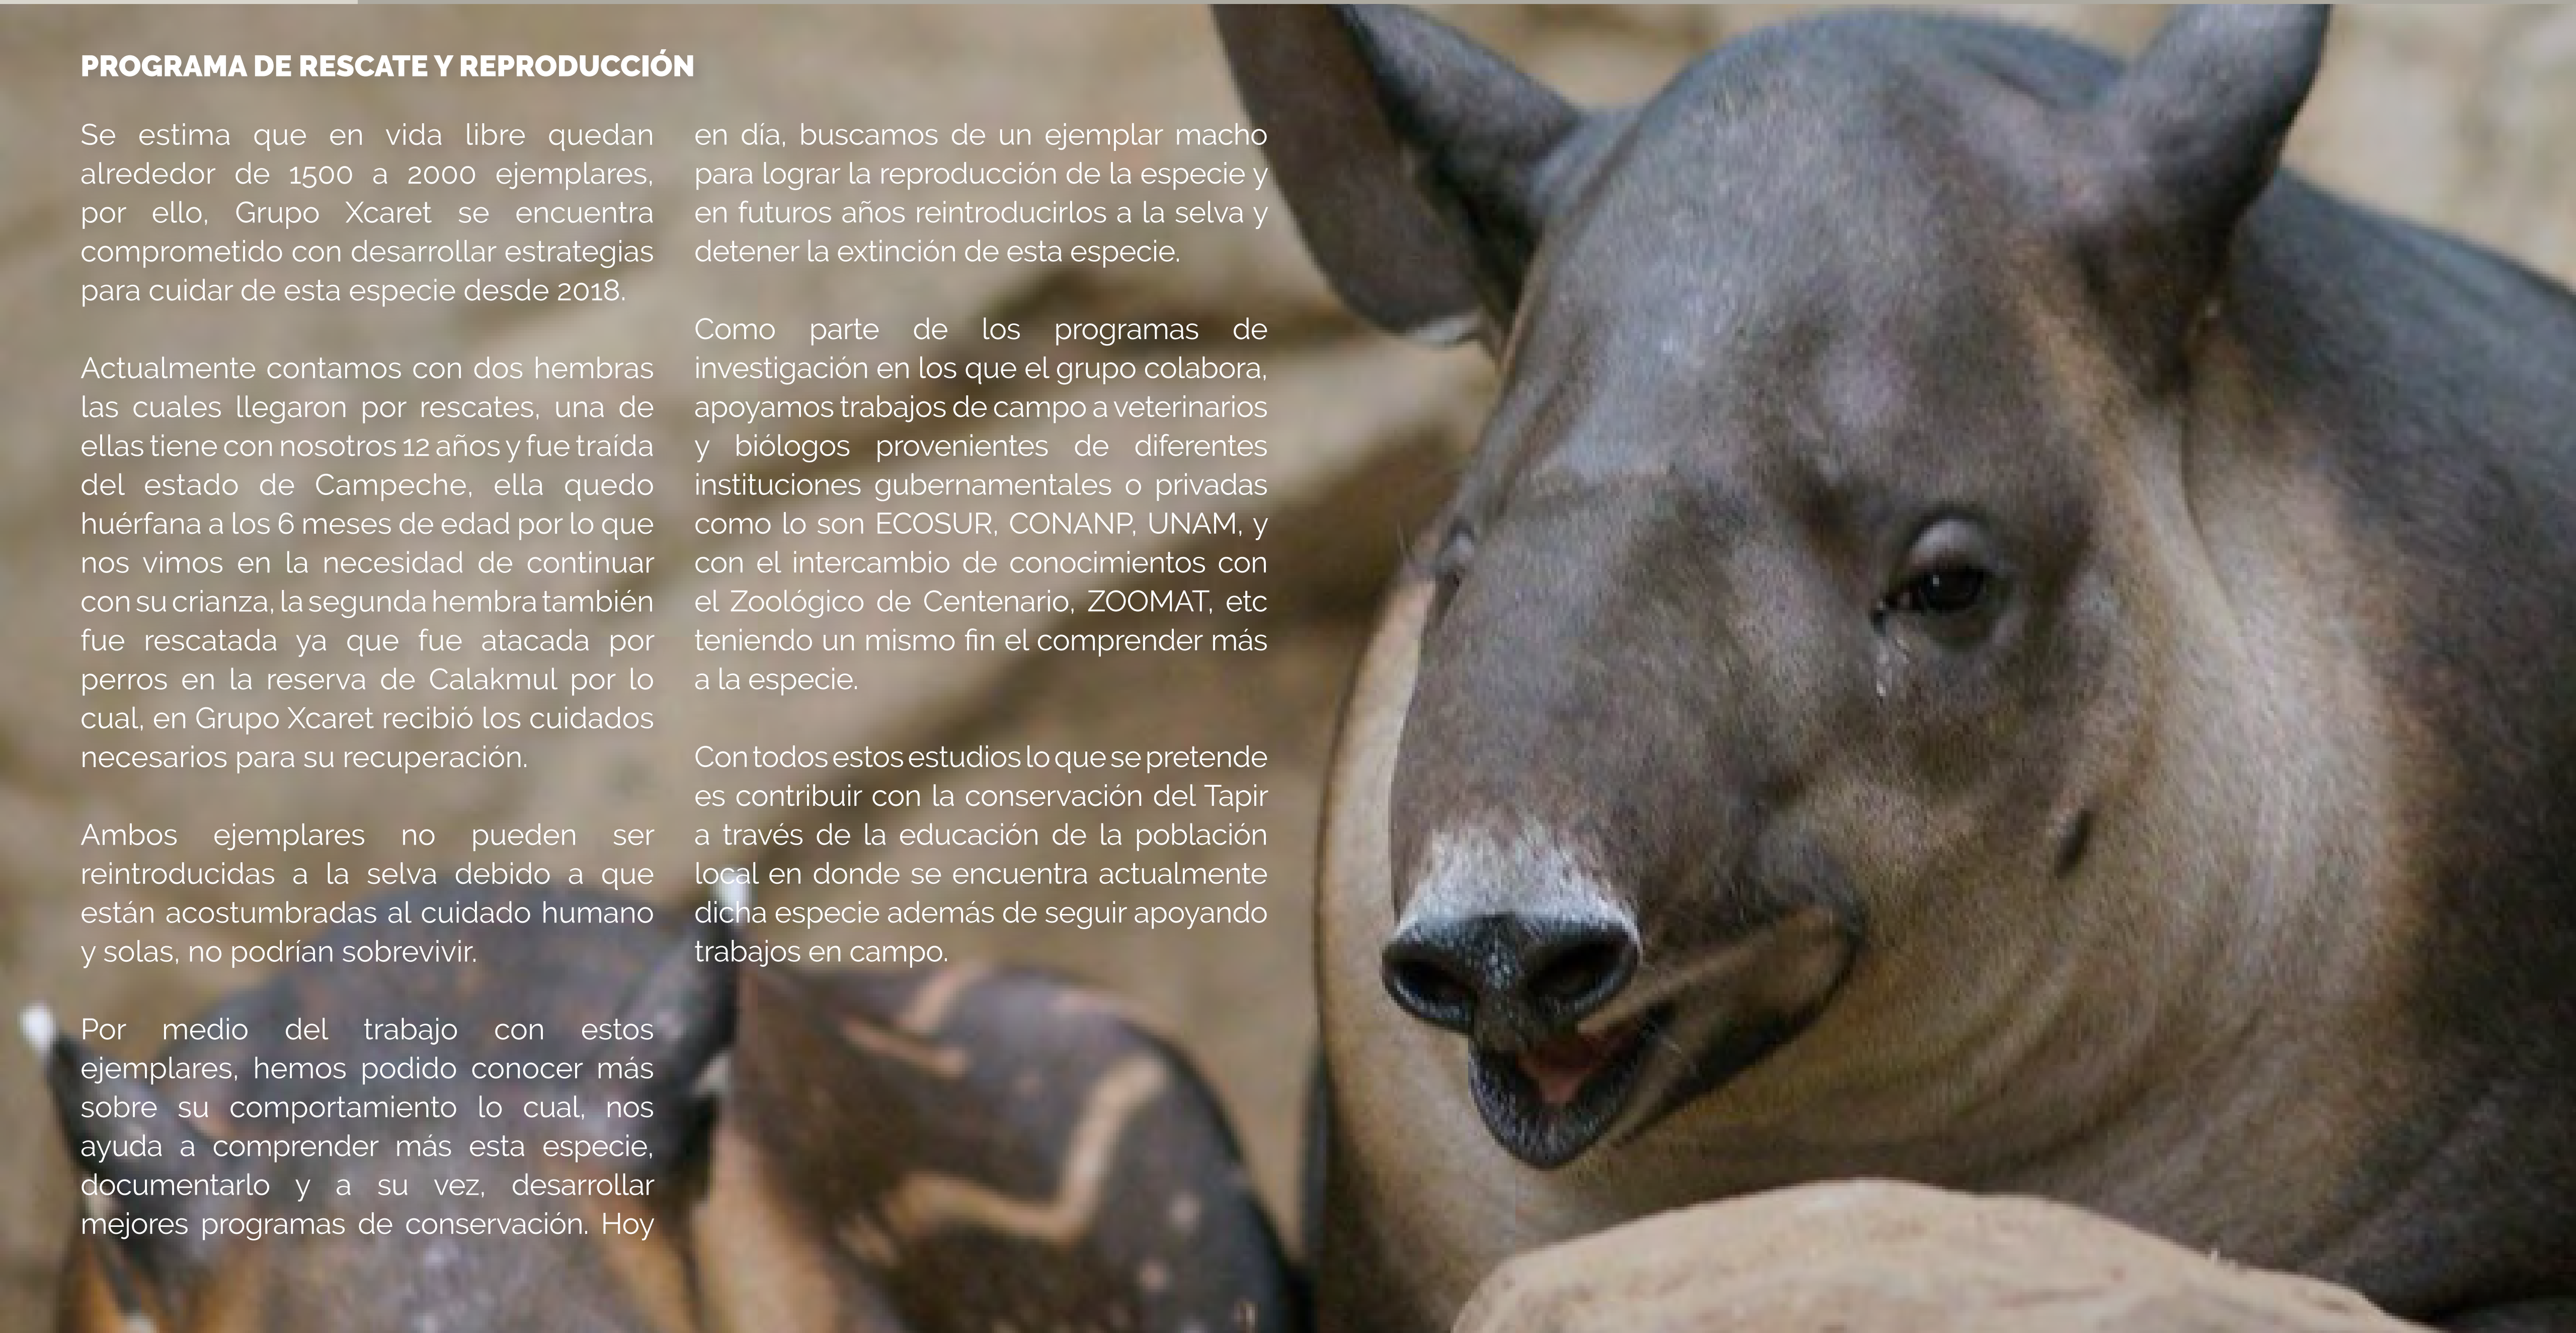 PROGRAMA DE RESCATE Y REPRODUCCIÓN
Se estima que en vida libre quedan
alrededor de 1500 a 2000 ejemplares,
por ello, Grupo Xcaret se encuentra
comprometido con desarrollar estrategias
para cuidar de esta especie desde 2018.
Actualmente contamos con dos hembras
las cuales llegaron por rescates, una de
ellas tiene con nosotros 12 años y fue traída
del estado de Campeche, ella quedo
huérfana a los 6 meses de edad por lo que
nos vimos en la necesidad de continuar
con su crianza, la segunda hembra también
fue rescatada ya que fue atacada por
perros en la reserva de Calakmul por lo
cual, en Grupo Xcaret recibió los cuidados
necesarios para su recuperación.
Ambos ejemplares no pueden ser
reintroducidas a la selva debido a que
están acostumbradas al cuidado humano
y solas, no podrían sobrevivir.
Por medio del trabajo con estos
ejemplares, hemos podido conocer más
sobre su comportamiento lo cual, nos
ayuda a comprender más esta especie,
documentarlo y a su vez, desarrollar
mejores programas de conservación. Hoy
en día, buscamos de un ejemplar macho
para lograr la reproducción de la especie y
en futuros años reintroducirlos a la selva y
detener la extinción de esta especie.
Como parte de los programas de
investigación en los que el grupo colabora,
apoyamos trabajos de campo a veterinarios
y biólogos provenientes de diferentes
instituciones gubernamentales o privadas
como lo son ECOSUR, CONANP, UNAM, y
con el intercambio de conocimientos con
el Zoológico de Centenario, ZOOMAT, etc
teniendo un mismo fin el comprender más
a la especie.
Con todos estos estudios lo que se pretende
es contribuir con la conservación del Tapir
a través de la educación de la población
local en donde se encuentra actualmente
dicha especie además de seguir apoyando
trabajos en campo.